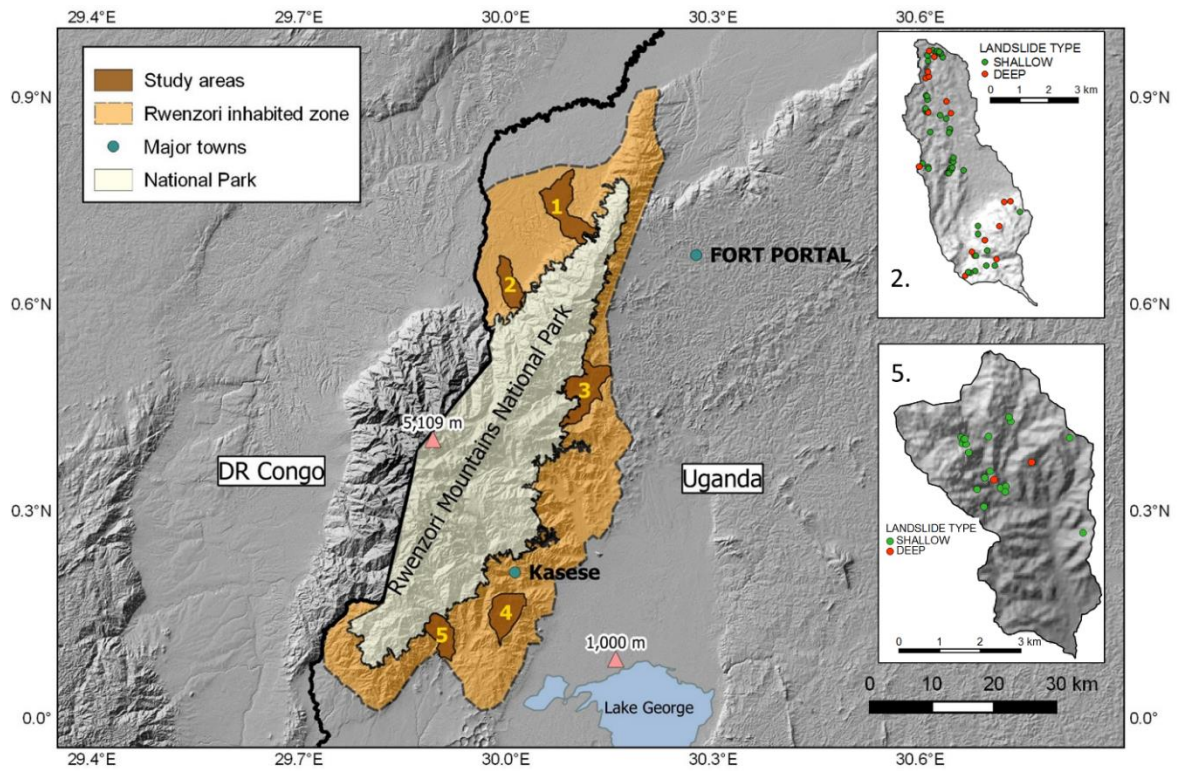 29.4°E 29.7°E 30.0°E 30.3°E 30.6°E
Study areas
Rwenzori inhabited zone
Major towns
National Park
LANDSLIDE TYPE
SHALLOW
DEEP
0 1 2 3 km
2.
0.9°N 0.9°N
1
FORT PORTAL
2
0.6°N 0.6°N
Rwenzori Mountains National Park
3
5,109 m
DR Congo
Uganda
5.
LANDSLIDE TYPE
SHALLOW
DEEP
0 1 2 3 km
0.3°N 0.3°N
Kasese
4
5
1,000 m
0 10 20 30 km
Lake George
0.0° 0.0°
29.4°E 29.7°E 30.0°E 30.3°E 30.6°E